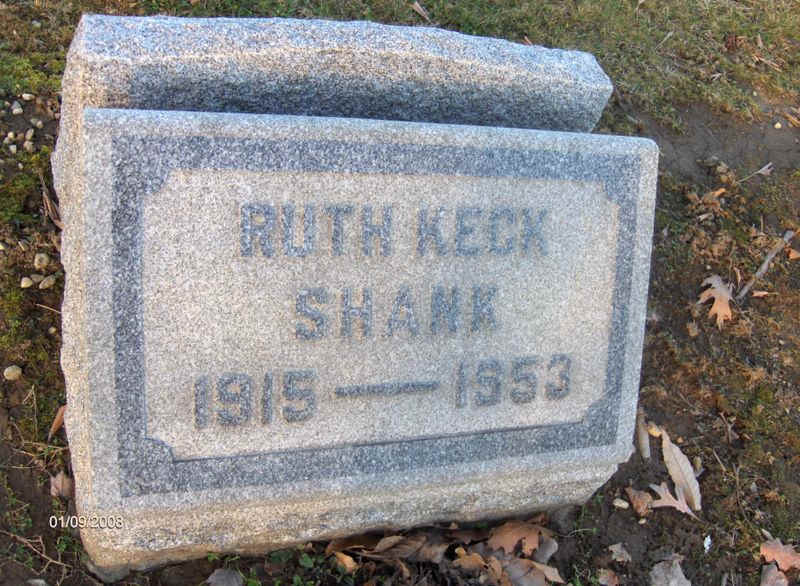 RUTH KECK
SHANK
1915 — 1953
01/09/2008